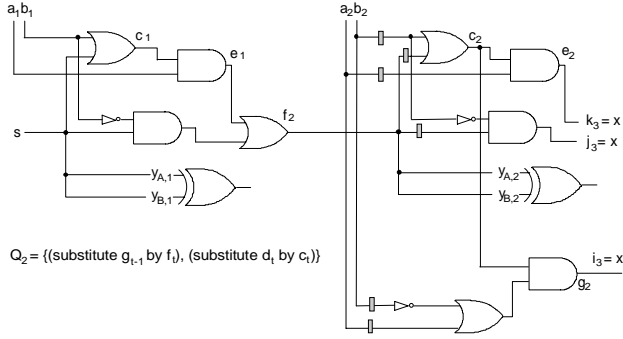 a1b1
a2b2
c1
c2
e1
e2
f2
k3 = x
j3 = x
s
yA,1
yB,1
yA,2
yB,2
Q2 = {(substitute gt-1 by ft), (substitute dt by ct)}
i3 = x
g2